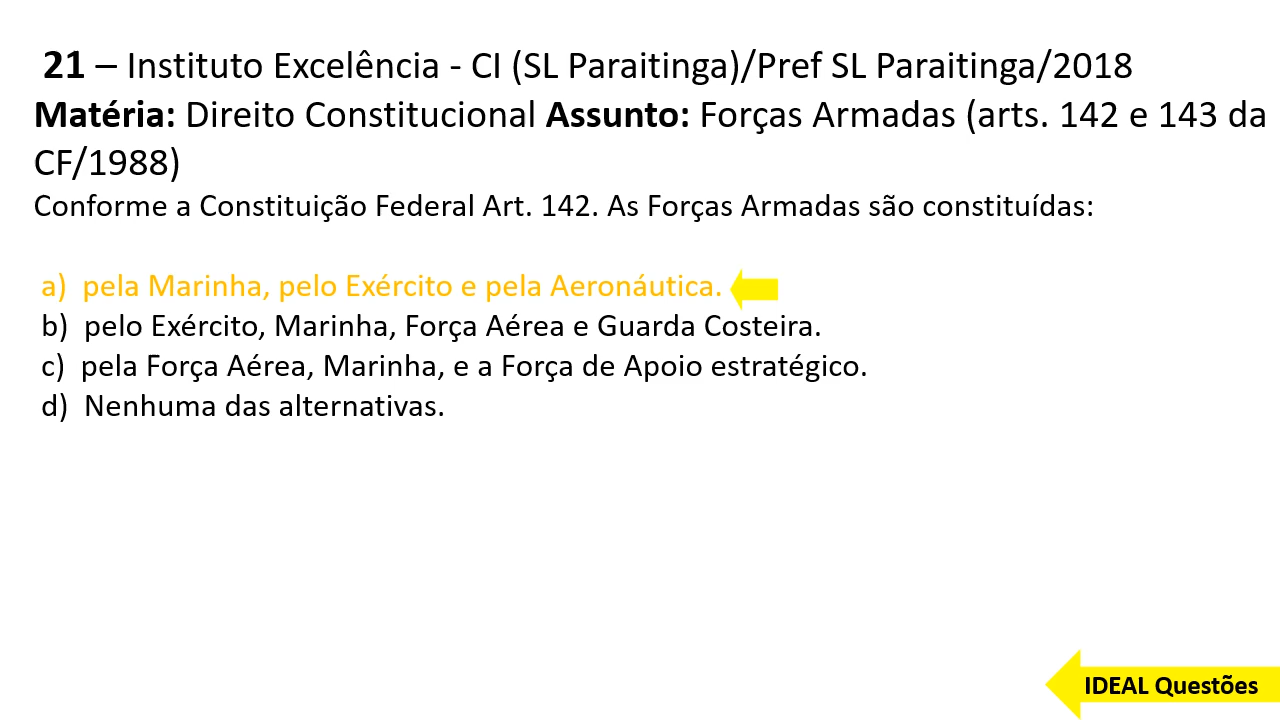 21 – Instituto Excelência - CI (SL Paraitinga)/Pref SL Paraitinga/2018
Matéria: Direito Constitucional Assunto: Forças Armadas (arts. 142 e 143 da
CF/1988)
Conforme a Constituição Federal Art. 142. As Forças Armadas são constituídas:
a) pela Marinha, pelo Exército e pela Aeronáutica.
b) pelo Exército, Marinha, Força Aérea e Guarda Costeira.
c) pela Força Aérea, Marinha, e a Força de Apoio estratégico.
d) Nenhuma das alternativas.
IDEAL Questões